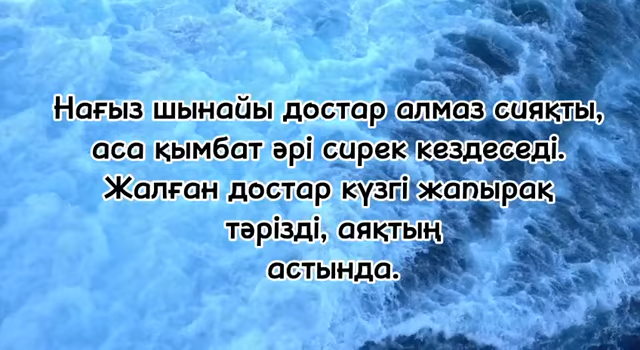 Нағыз шынайы достар алмаз сияқты,
аса қымбат әрі сирек кездеседі.
Жалған достар күзгі жапырақ
тәрізді, аяқтың
астында.